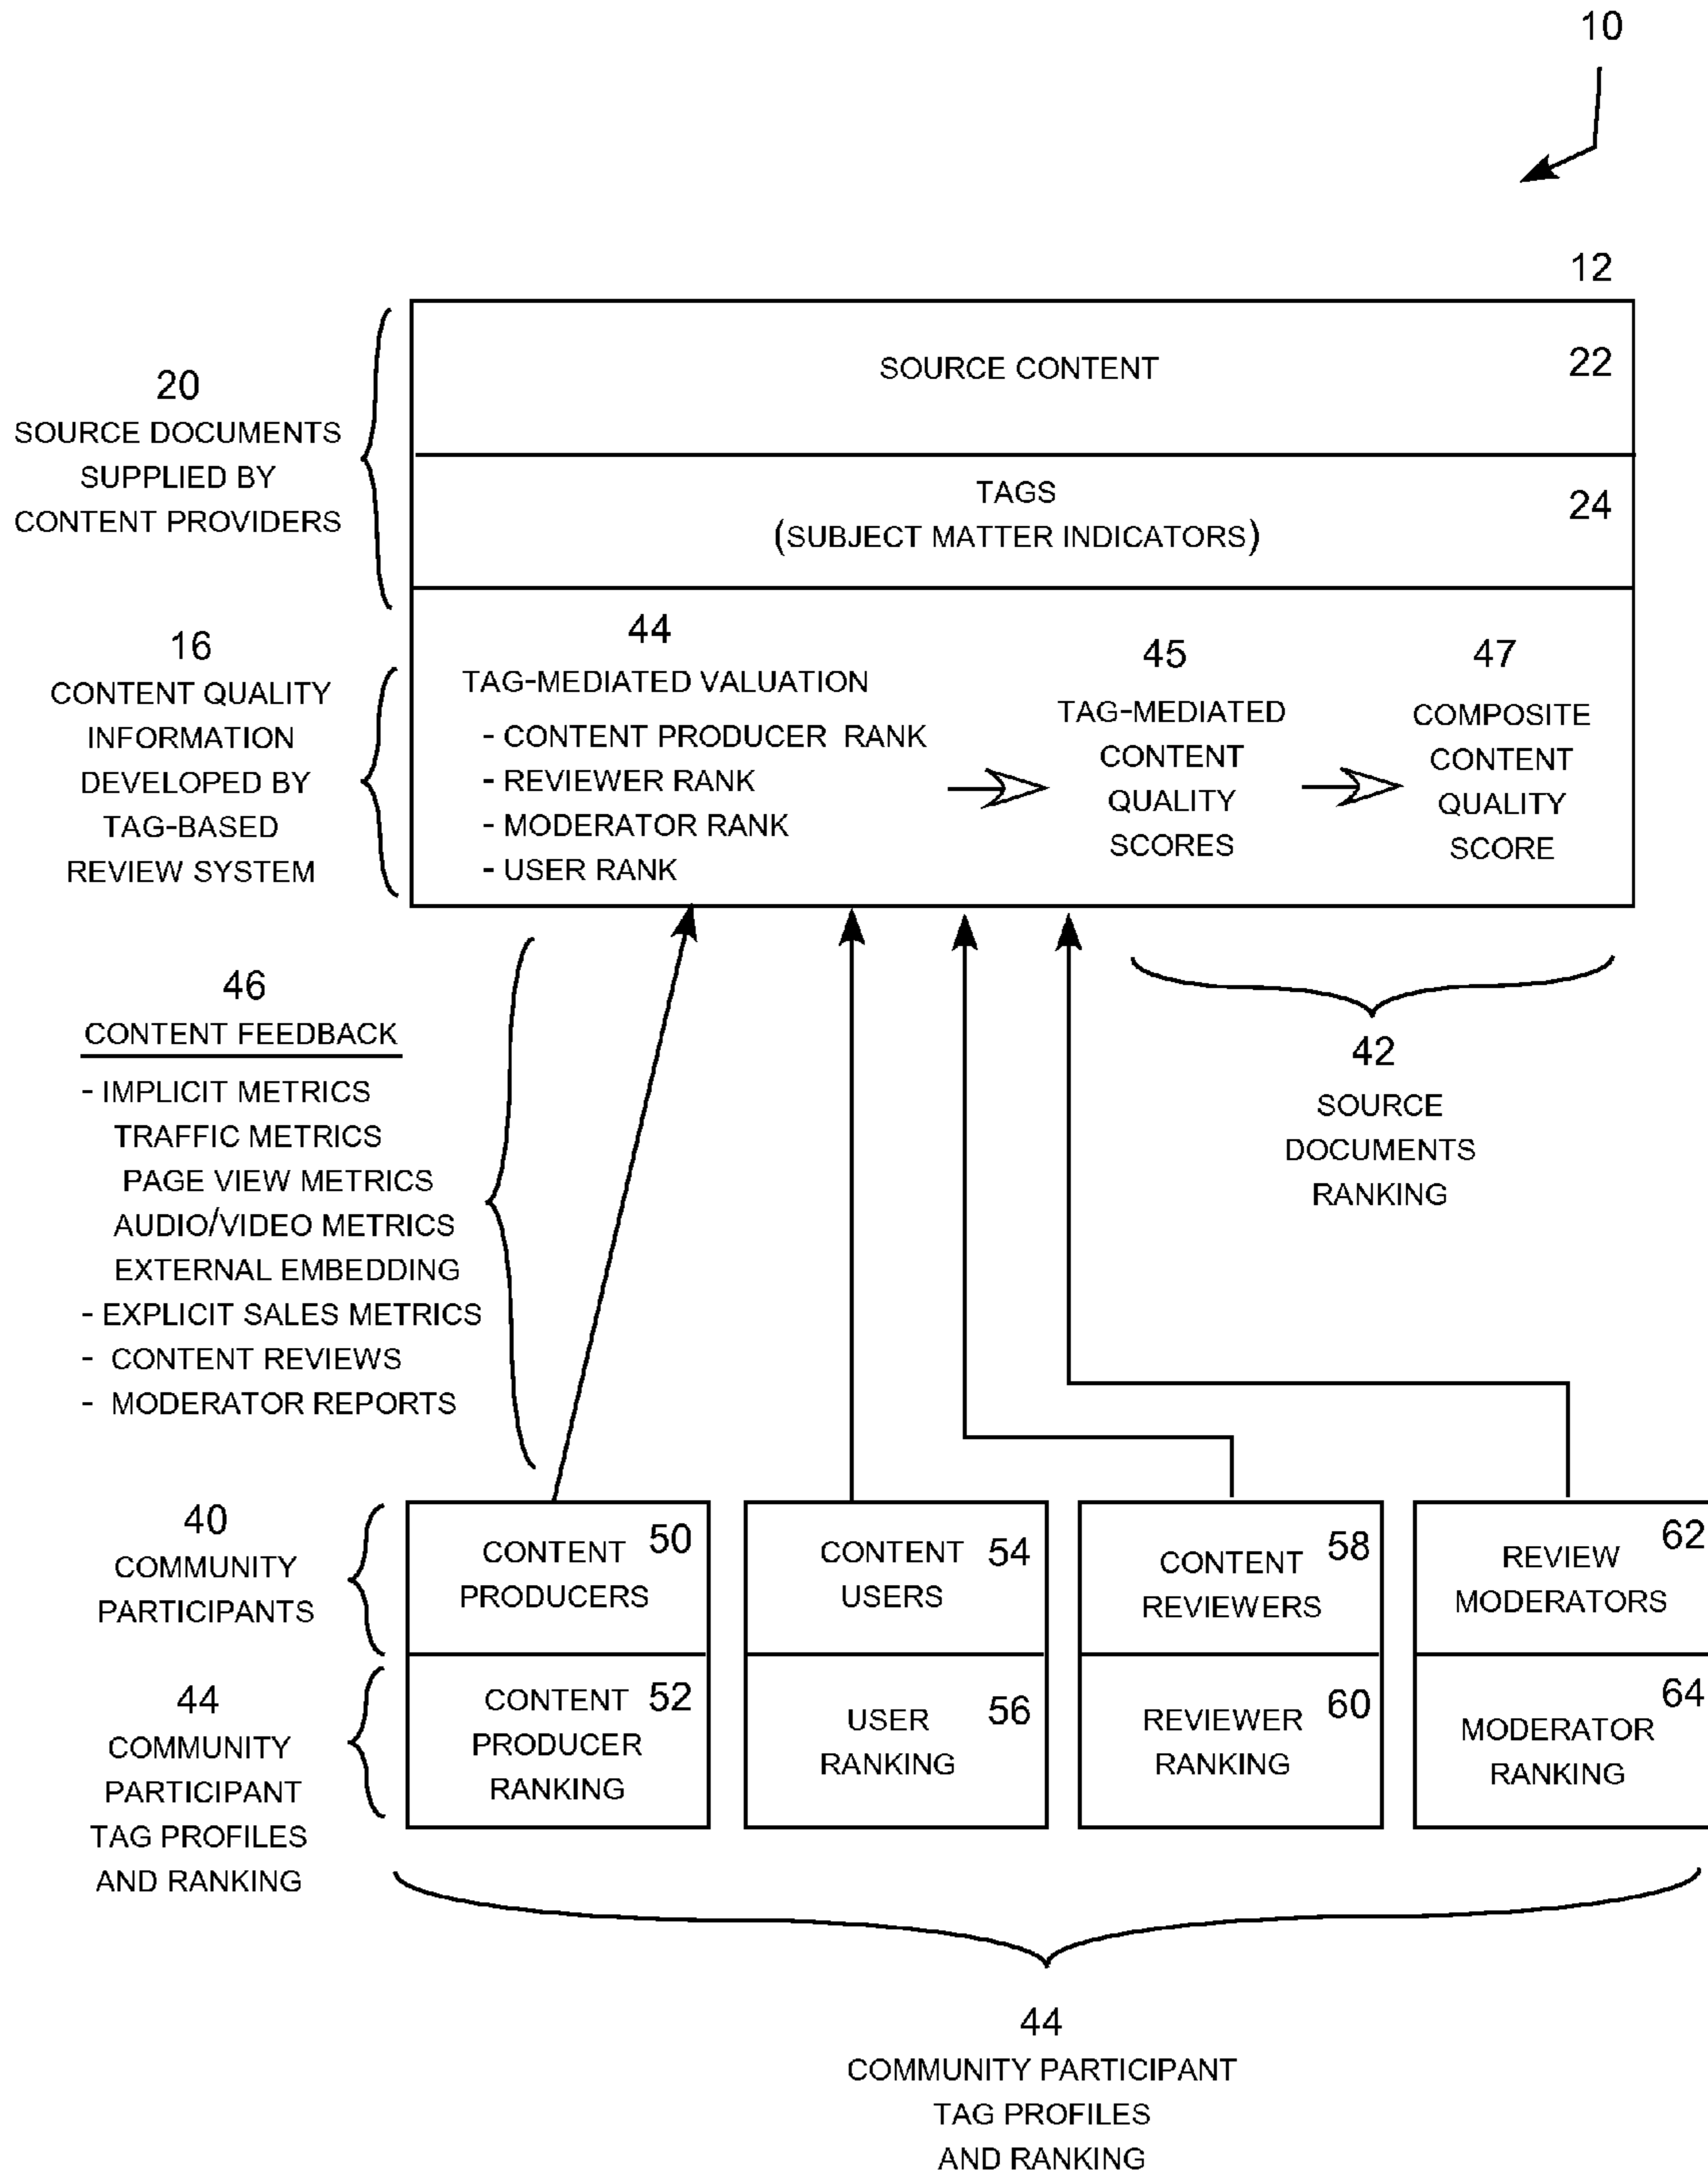 10
12
SOURCE CONTENT
22
20
SOURCE DOCUMENTS
SUPPLIED BY
CONTENT PROVIDERS
TAGS
(SUBJECT MATTER INDICATORS)
24
16
CONTENT QUALITY
INFORMATION
DEVELOPED BY
TAG-BASED
REVIEW SYSTEM
44
TAG-MEDIATED VALUATION
- CONTENT PRODUCER RANK
- REVIEWER RANK
- MODERATOR RANK
- USER RANK
45
TAG-MEDIATED
CONTENT
QUALITY
SCORES
47
COMPOSITE
CONTENT
QUALITY
SCORE
46
CONTENT FEEDBACK
- IMPLICIT METRICS
TRAFFIC METRICS
PAGE VIEW METRICS
AUDIO/VIDEO METRICS
EXTERNAL EMBEDDING
- EXPLICIT SALES METRICS
- CONTENT REVIEWS
- MODERATOR REPORTS
42
SOURCE
DOCUMENTS
RANKING
40
COMMUNITY
PARTICIPANTS
CONTENT 50
PRODUCERS
CONTENT 54
USERS
CONTENT 58
REVIEWERS
REVIEW 62
MODERATORS
44
COMMUNITY
PARTICIPANT
TAG PROFILES
AND RANKING
CONTENT 52
PRODUCER
RANKING
USER 56
RANKING
REVIEWER 60
RANKING
MODERATOR 64
RANKING
44
COMMUNITY PARTICIPANT
TAG PROFILES
AND RANKING